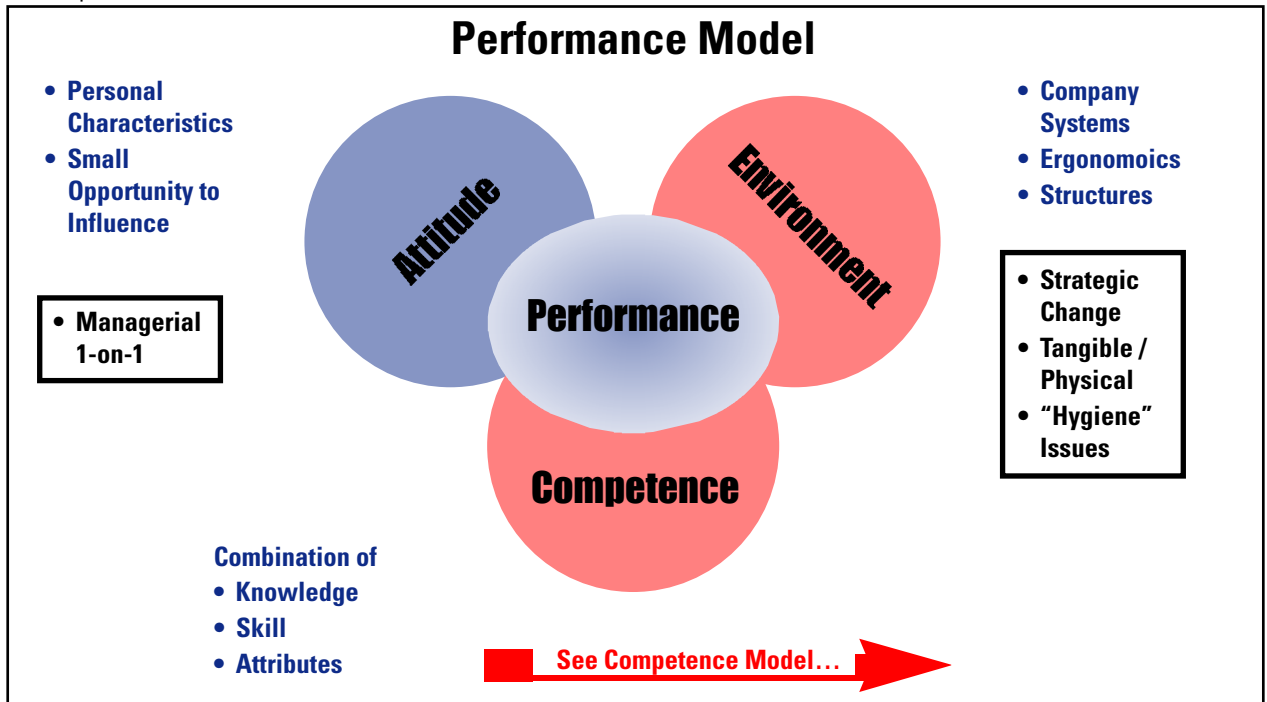 Performance Model
• Personal
Characteristics
• Small
Opportunity to
Influence
• Managerial
1-on-1
Attitude
Environment
Performance
Competence
• Company
Systems
• Ergonomoics
• Structures
• Strategic
Change
• Tangible /
Physical
• “Hygiene”
Issues
Combination of
• Knowledge
• Skill
• Attributes
See Competence Model…